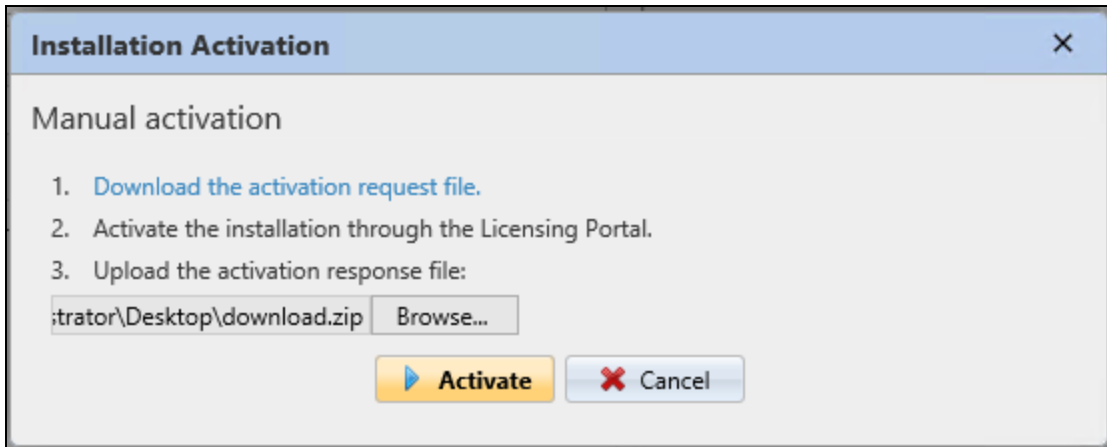 Installation Activation
Manual activation
1. Download the activation request file.
2. Activate the installation through the Licensing Portal.
3. Upload the activation response file:
strator\Desktop\download.zip Browse...
Activate Cancel